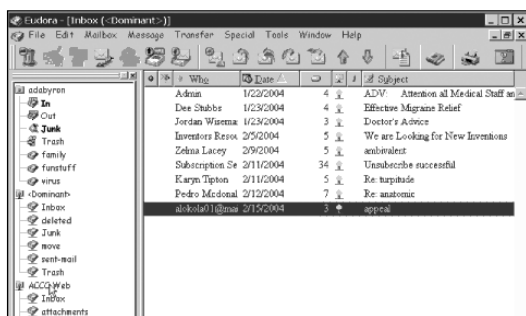 Eudora - [Inbox (<Dominant>)]
File Edit Mailbox Message Transfer Special Tools Window Help
Who Date Subject
adabyron
In
Out
Junk
Trash
family
funstuff
virus
<Dominant>
Inbox
deleted
Junk
move
sent-mail
Trash
ACCG Web
Inbox
attachments
Admin 1/22/2004 4 ADV: Attention all Medical Staff an
Dee Stubbs 1/23/2004 4 Effective Migraine Relief
Jordan Wisema 1/23/2004 3 Doctor's Advice
Inventors Resou 2/5/2004 5 We are Looking for New Inventions
Zelma Lacey 2/9/2004 5 ambivalent
Subscription Se 2/11/2004 34 Unsubscribe successful
Karyn Tipton 2/11/2004 5 Re: turpitude
Pedro Mcdonal 2/12/2004 7 Re: anatomic
alokola01@mai 2/15/2004 3 appeal